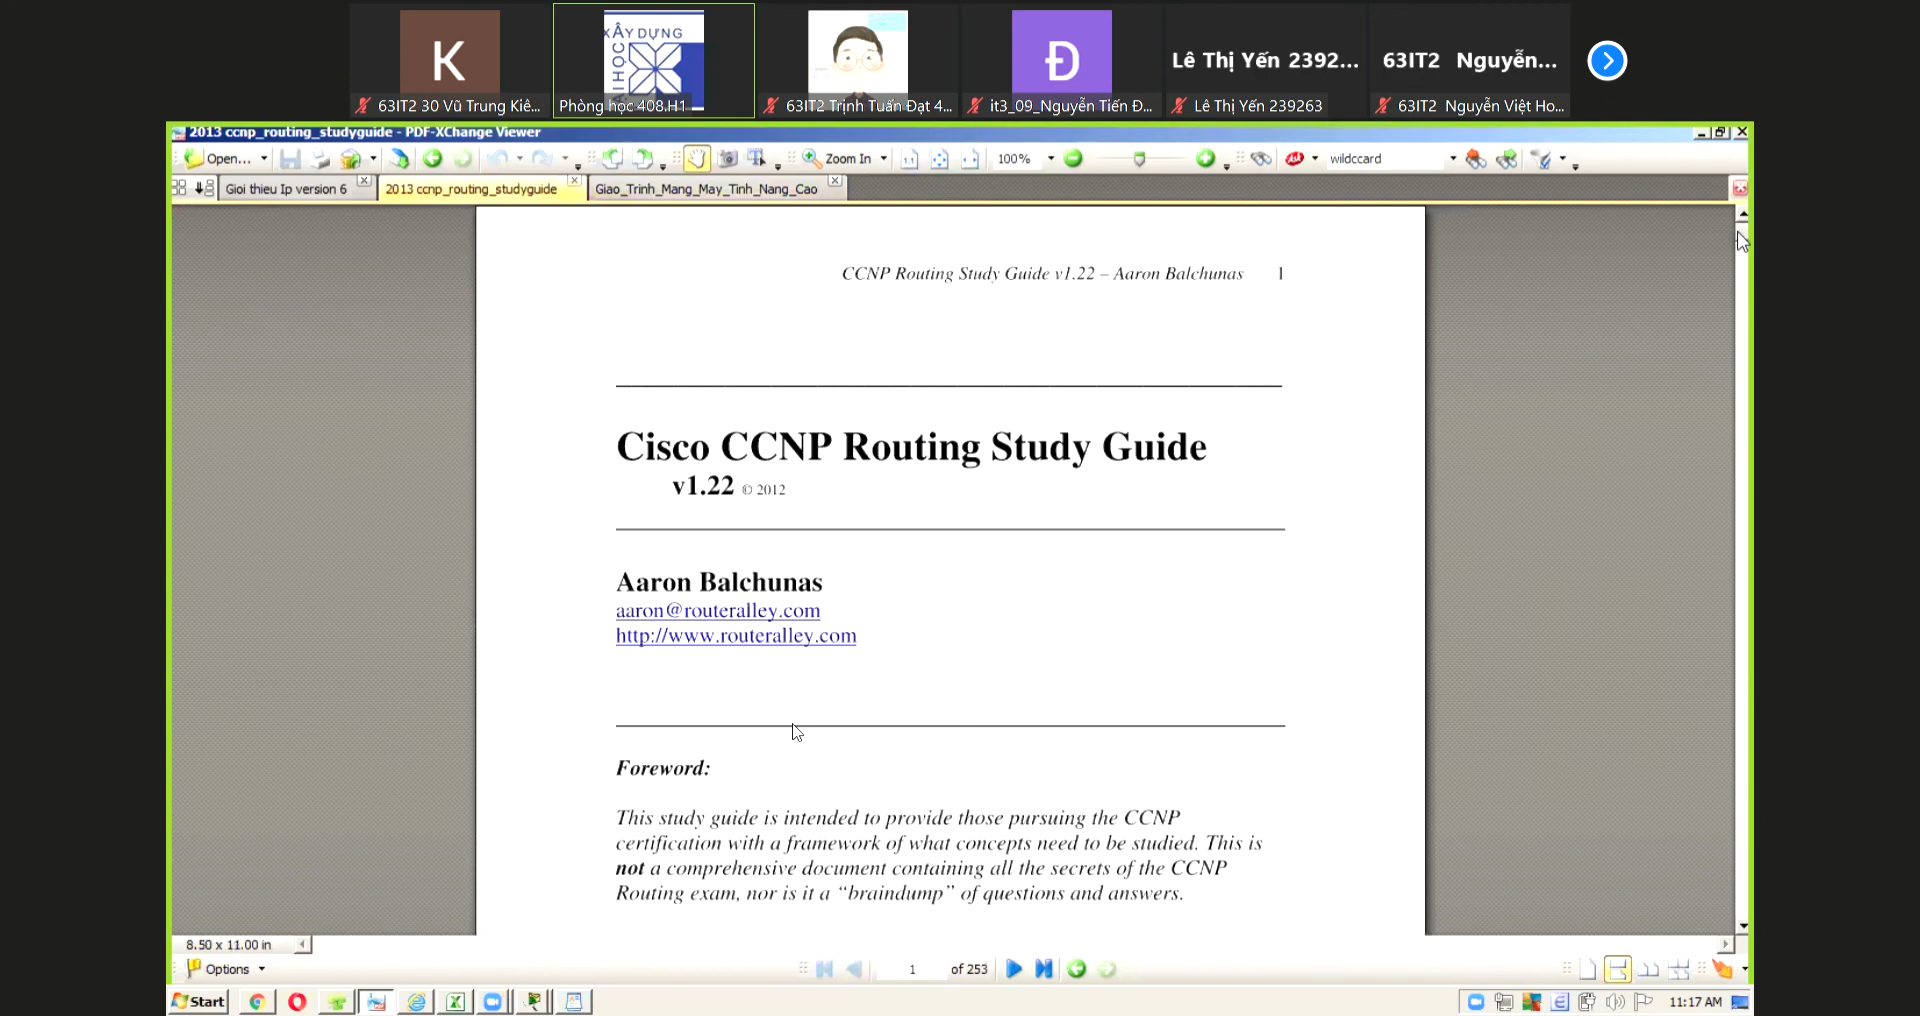 K
XÂY DỰNG
Đ
Lê Thị Yến 2392...
63IT2 Nguyễn...
63IT2 30 Vũ Trung Kiê...
Phòng học 408.H1
63IT2 Trịnh Tuấn Đạt 4...
it3_09_Nguyễn Tiến Đ...
Lê Thị Yến 239263
63IT2 Nguyễn Việt Ho...
2013 ccnp_routing_studyguide - PDF-XChange Viewer
Open...
Zoom In
100%
wildccard
Gioi thieu Ip version 6
2013 ccnp_routing_studyguide
Giao_Trinh_Mang_May_Tinh_Nang_Cao
CCNP Routing Study Guide v1.22 – Aaron Balchunas 1
Cisco CCNP Routing Study Guide
v1.22 © 2012
Aaron Balchunas
aaron@routeralley.com
http://www.routeralley.com
Foreword:
This study guide is intended to provide those pursuing the CCNP
certification with a framework of what concepts need to be studied. This is
not a comprehensive document containing all the secrets of the CCNP
Routing exam, nor is it a “braindump” of questions and answers.
8.50 x 11.00 in
Options
1 of 253
Start
11:17 AM